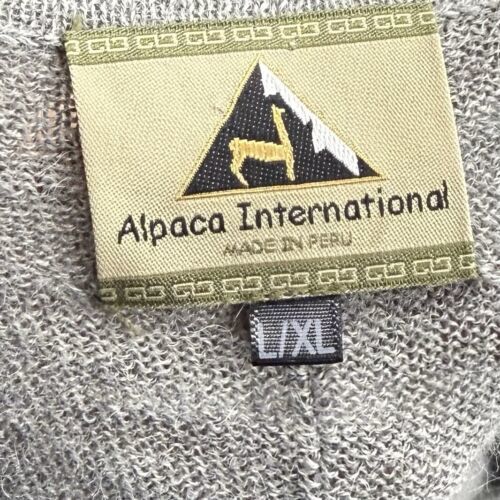 Alpaca International
MADE IN PERU
L/XL